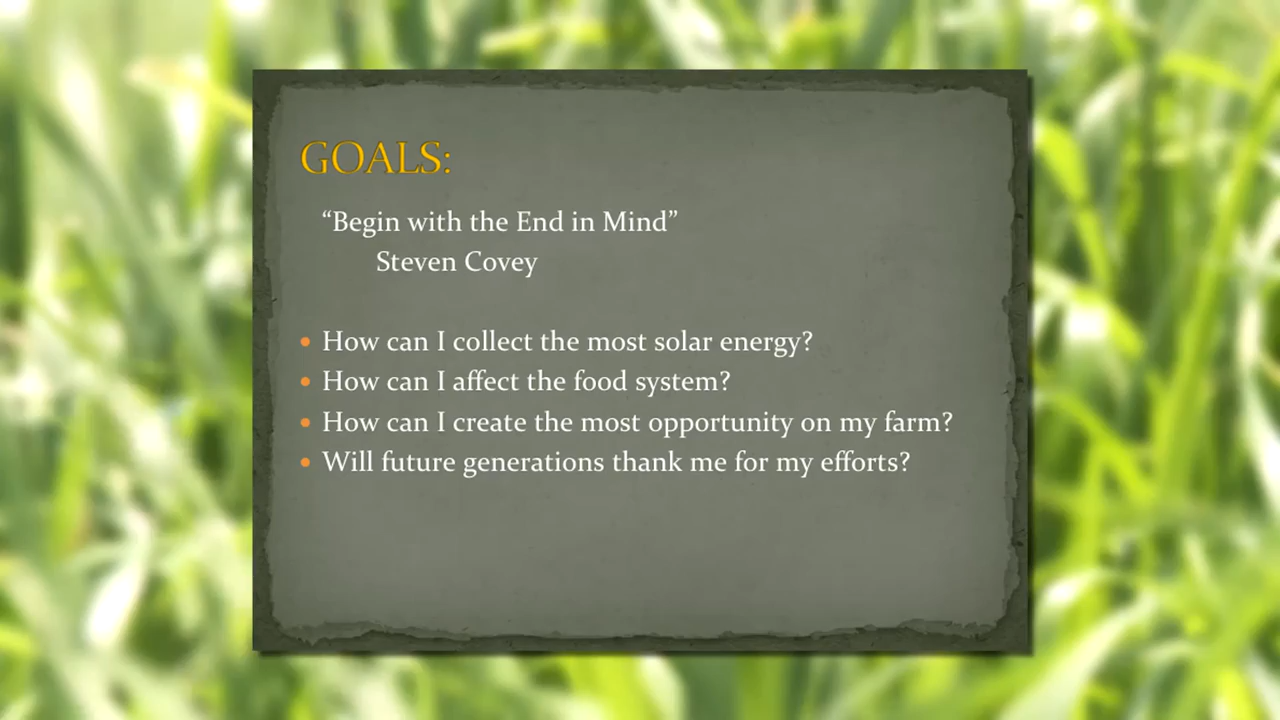 GOALS:
“Begin with the End in Mind”
Steven Covey
• How can I collect the most solar energy?
• How can I affect the food system?
• How can I create the most opportunity on my farm?
• Will future generations thank me for my efforts?